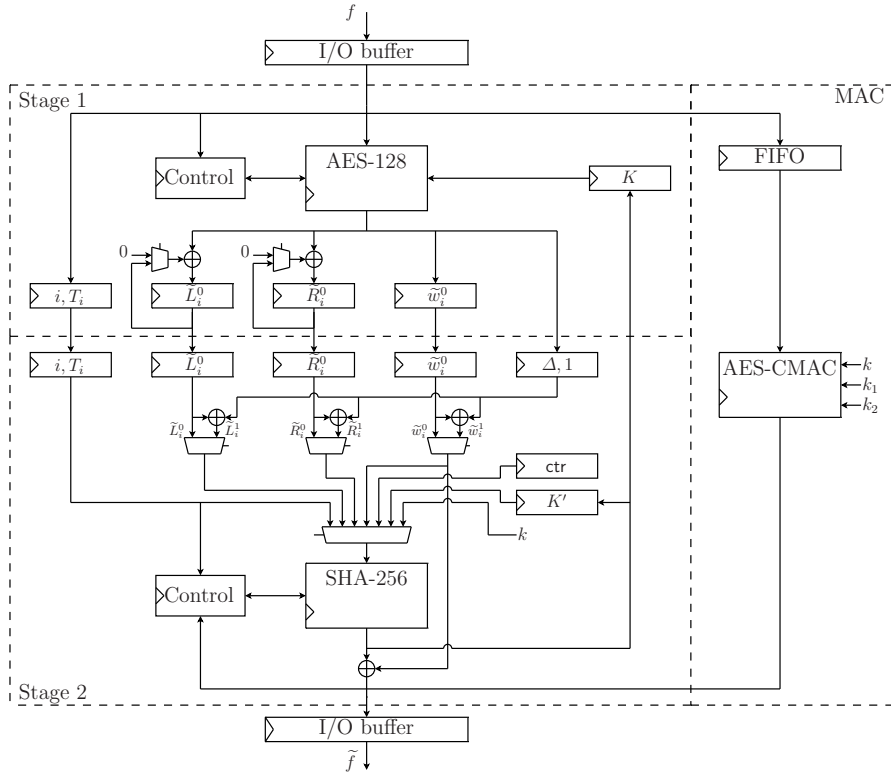 f
I/O buffer
Stage 1
MAC
AES-128
FIFO
Control
K
0
0
i, T_i
L̃_i^0
R̃_i^0
w̃_i^0
i, T_i
L̃_i^0
R̃_i^0
w̃_i^0
Δ, 1
AES-CMAC
k
k_1
k_2
L̃_i^0
L̃_i^1
R̃_i^0
R̃_i^1
w̃_i^0
w̃_i^1
ctr
K′
k
SHA-256
Control
Stage 2
I/O buffer
f̃